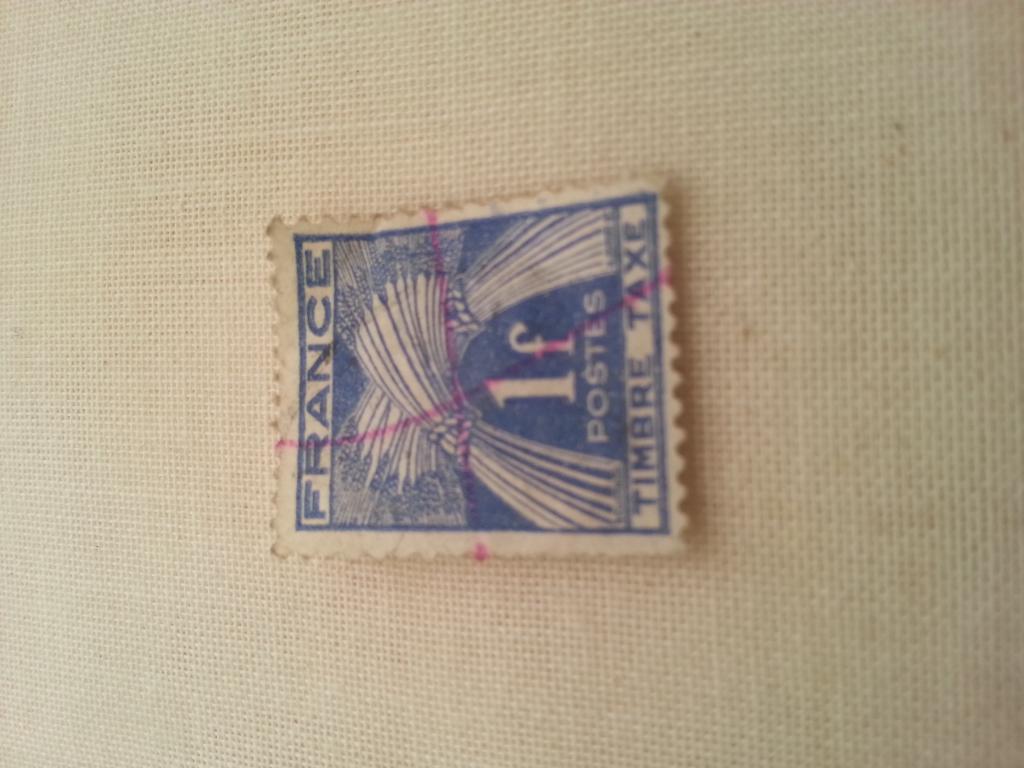 FRANCE
1f
POSTES
TIMBRE TAXE